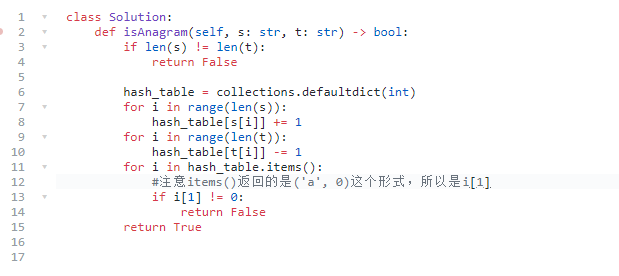 1 class Solution:
2 def isAnagram(self, s: str, t: str) -> bool:
3 if len(s) != len(t):
4 return False
5
6 hash_table = collections.defaultdict(int)
7 for i in range(len(s)):
8 hash_table[s[i]] += 1
9 for i in range(len(t)):
10 hash_table[t[i]] -= 1
11 for i in hash_table.items():
12 #注意items()返回的是('a', 0)这个形式，所以是i[1]
13 if i[1] != 0:
14 return False
15 return True
16
17